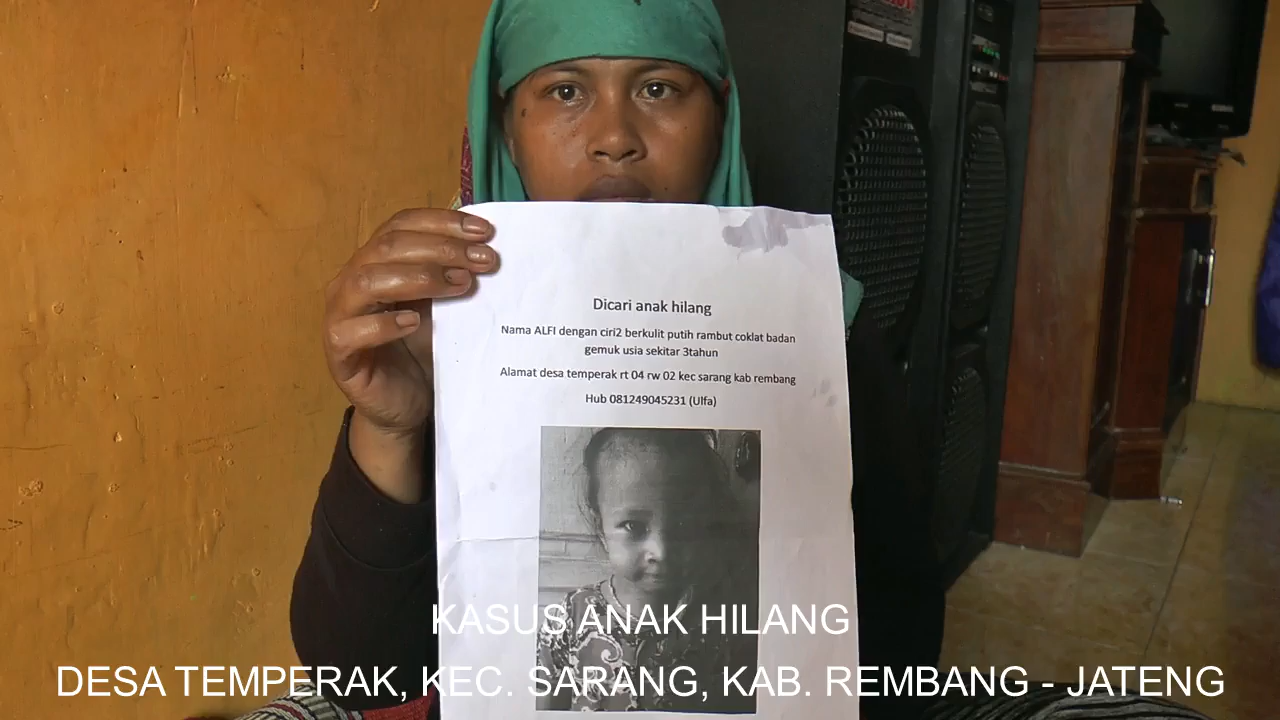 Dicari anak hilang
Nama ALFI dengan ciri2 berkulit putih rambut coklat badan
gemuk usia sekitar 3tahun
Alamat desa temperak rt 04 rw 02 kec sarang kab rembang
Hub 081249045231 (Ulfa)
KASUS ANAK HILANG
DESA TEMPERAK, KEC. SARANG, KAB. REMBANG - JATENG